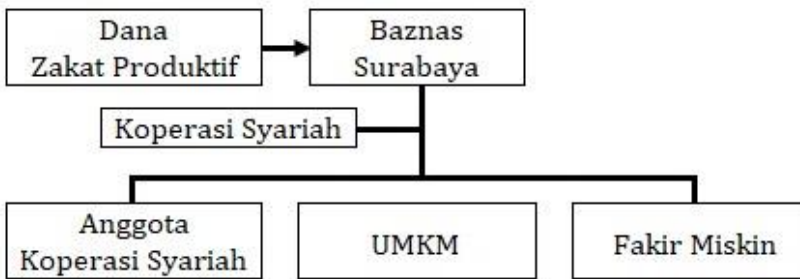 Dana
Zakat Produktif
Baznas
Surabaya
Koperasi Syariah
Anggota
Koperasi Syariah
UMKM
Fakir Miskin